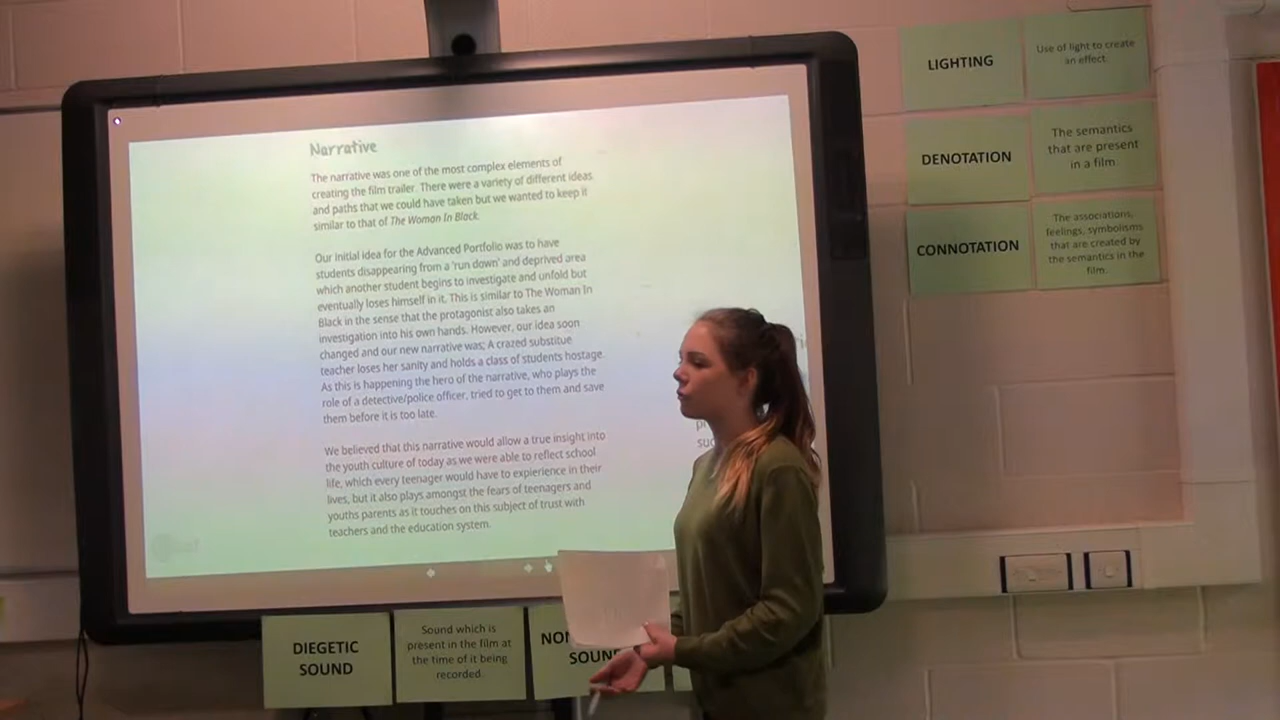 Narrative
The narrative was one of the most complex elements of
creating the film trailer. There were a variety of different ideas
and paths that we could have taken but we wanted to keep it
similar to that of The Woman In Black.
Our initial idea for the Advanced Portfolio was to have
students disappearing from a 'run down' and deprived area
which another student begins to investigate and unfold but
eventually loses himself in it. This is similar to The Woman In
Black in the sense that the protagonist also takes an
investigation into his own hands. However, our idea soon
changed and our new narrative was; A crazed substitue
teacher loses her sanity and holds a class of students hostage.
As this is happening the hero of the narrative, who plays the
role of a detective/police officer, tried to get to them and save
them before it is too late.
We believed that this narrative would allow a true insight into
the youth culture of today as we were able to reflect school
life, which every teenager would have to expierience in their
lives, but it also plays amongst the fears of teenagers and
youths parents as it touches on this subject of trust with
teachers and the education system.
LIGHTING
Use of light to create
an effect.
DENOTATION
The semantics
that are present
in a film.
CONNOTATION
The associations,
feelings, symbolisms
that are created by
the semantics in the
film.
DIEGETIC
SOUND
Sound which is
present in the film at
the time of it being
recorded.